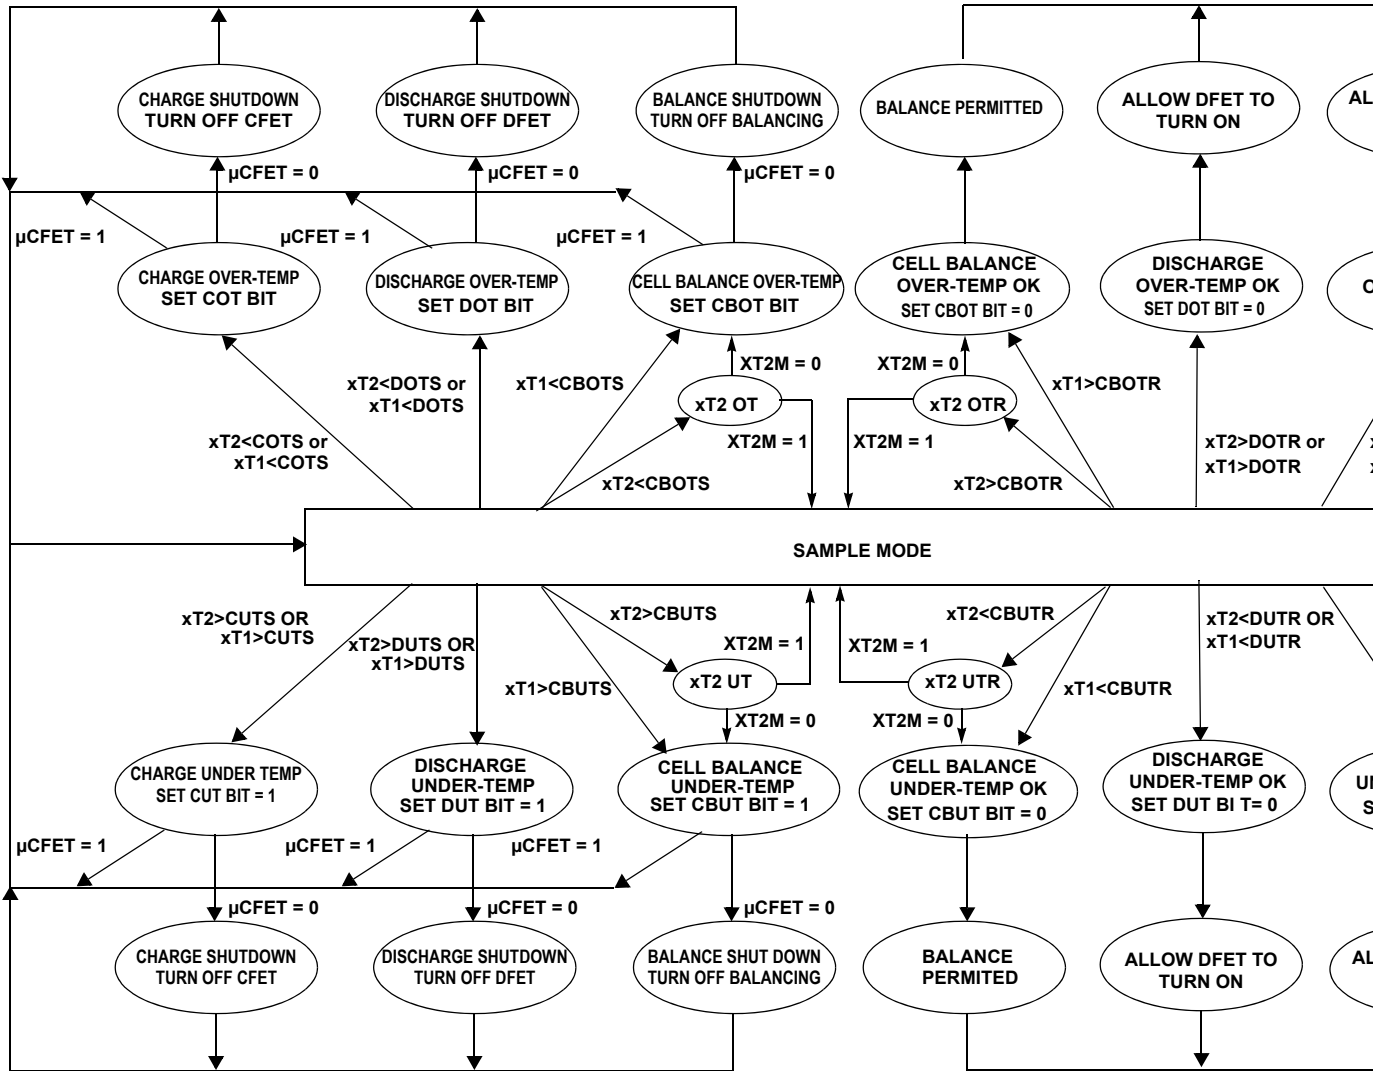 CHARGE SHUTDOWN
TURN OFF CFET
DISCHARGE SHUTDOWN
TURN OFF DFET
BALANCE SHUTDOWN
TURN OFF BALANCING
BALANCE PERMITTED
ALLOW DFET TO
TURN ON
AL
µCFET = 0
µCFET = 0
µCFET = 0
µCFET = 1
µCFET = 1
µCFET = 1
CHARGE OVER-TEMP
SET COT BIT
DISCHARGE OVER-TEMP
SET DOT BIT
CELL BALANCE OVER-TEMP
SET CBOT BIT
CELL BALANCE
OVER-TEMP OK
SET CBOT BIT = 0
DISCHARGE
OVER-TEMP OK
SET DOT BIT = 0
xT2<DOTS or
xT1<DOTS
xT1<CBOTS
XT2M = 0
XT2M = 0
xT1>CBOTR
xT2 OT
xT2 OTR
xT2<COTS or
xT1<COTS
XT2M = 1
XT2M = 1
xT2>DOTR or
xT1>DOTR
xT2<CBOTS
xT2>CBOTR
SAMPLE MODE
xT2>CUTS OR
xT1>CUTS
xT2>DUTS OR
xT1>DUTS
xT2>CBUTS
xT2<CBUTR
xT2<DUTR OR
xT1<DUTR
XT2M = 1
XT2M = 1
xT1>CBUTS
xT2 UT
xT2 UTR
xT1<CBUTR
XT2M = 0
XT2M = 0
CHARGE UNDER TEMP
SET CUT BIT = 1
DISCHARGE
UNDER-TEMP
SET DUT BIT = 1
CELL BALANCE
UNDER-TEMP
SET CBUT BIT = 1
CELL BALANCE
UNDER-TEMP OK
SET CBUT BIT = 0
DISCHARGE
UNDER-TEMP OK
SET DUT BI T= 0
µCFET = 1
µCFET = 1
µCFET = 1
µCFET = 0
µCFET = 0
µCFET = 0
CHARGE SHUTDOWN
TURN OFF CFET
DISCHARGE SHUTDOWN
TURN OFF DFET
BALANCE SHUT DOWN
TURN OFF BALANCING
BALANCE
PERMITED
ALLOW DFET TO
TURN ON
AL